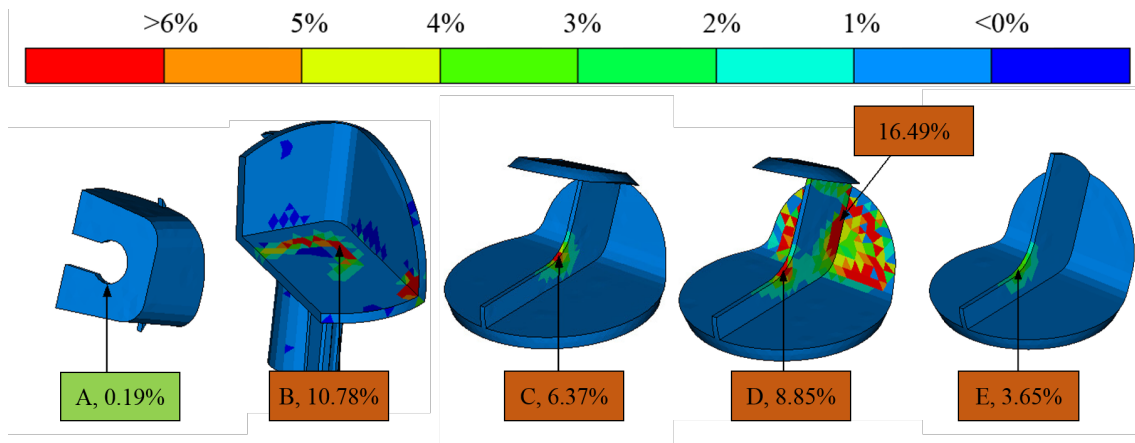 >6% 5% 4% 3% 2% 1% <0%
16.49%
A, 0.19% B, 10.78% C, 6.37% D, 8.85% E, 3.65%